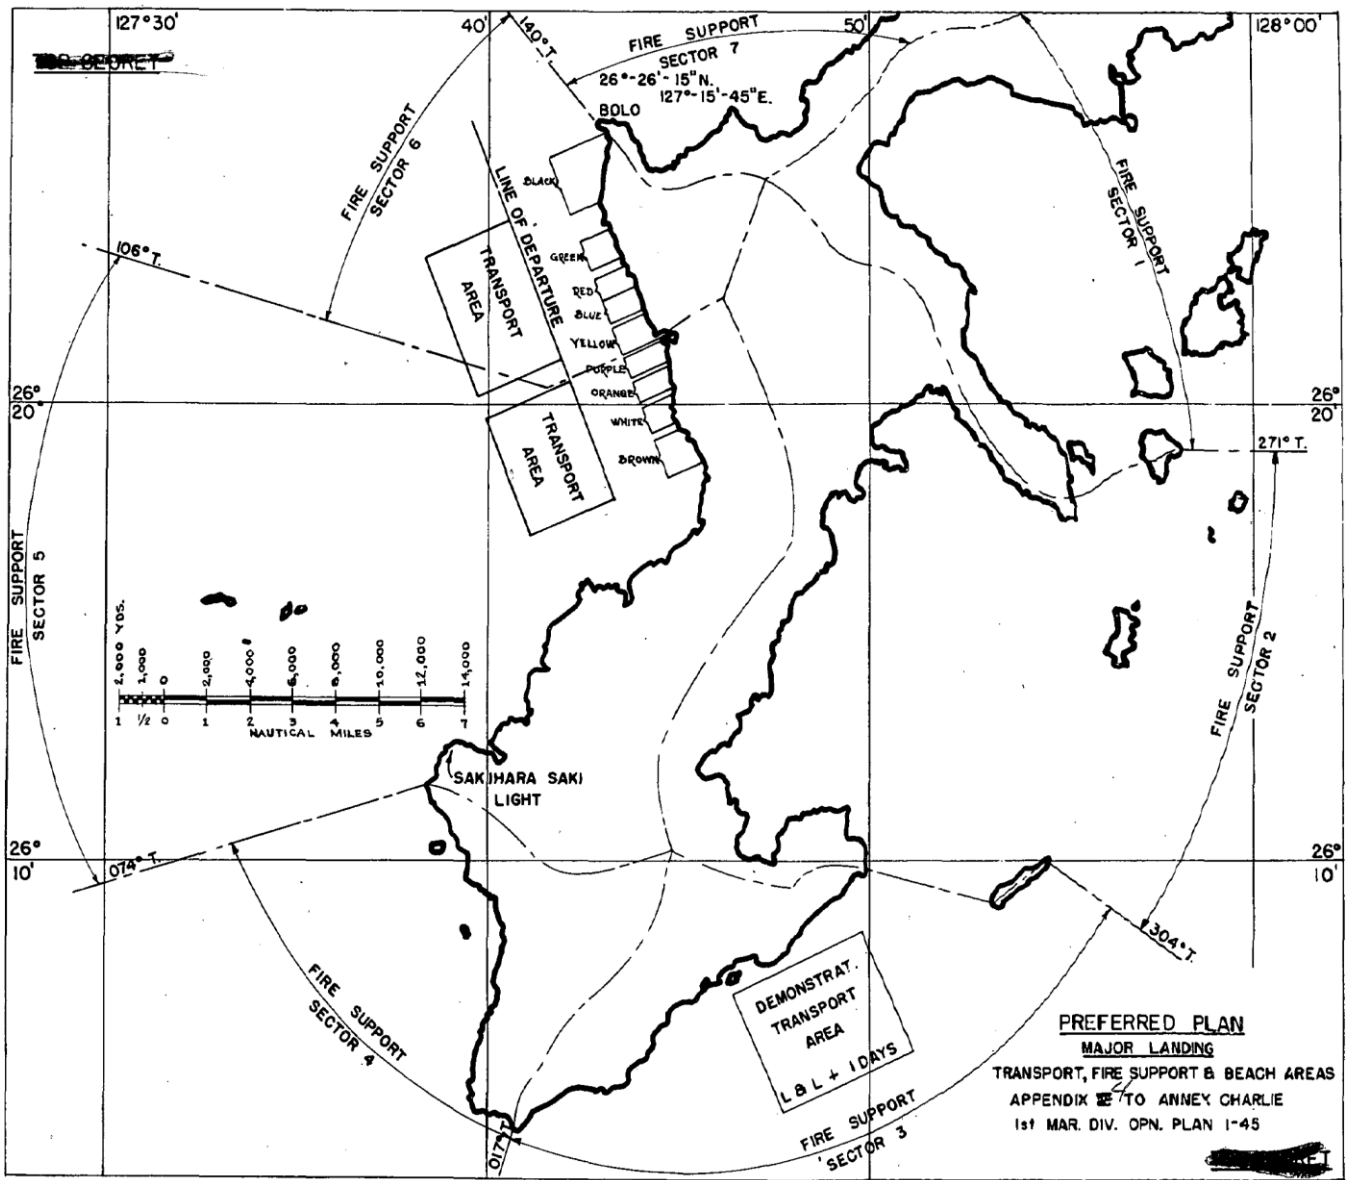 127°30'
40'
50'
128°00'
140°T.
FIRE SUPPORT
SECTOR 7
26°-26'-15"N.
127°-15'-45"E.
BOLO
FIRE SUPPORT
SECTOR 6
LINE OF DEPARTURE
BLACK
FIRE SUPPORT
SECTOR 1
106°T.
TRANSPORT
AREA
GREEN
RED
BLUE
YELLOW
PURPLE
ORANGE
WHITE
BROWN
26°
20'
26°
20'
TRANSPORT
AREA
271°T.
FIRE SUPPORT
SECTOR 5
FIRE SUPPORT
SECTOR 2
2,000 YDS.
1,000
0
2,000
4,000
6,000
8,000
10,000
12,000
14,000
1 1/2 0 1 2 3 4 5 6 7
NAUTICAL MILES
SAKIHARA SAKI
LIGHT
074°T.
26°
10'
26°
10'
304°T.
FIRE SUPPORT
SECTOR 4
DEMONSTRAT.
TRANSPORT
AREA
L & L + 1 DAYS
017°T.
FIRE SUPPORT
SECTOR 3
PREFERRED PLAN
MAJOR LANDING
TRANSPORT, FIRE SUPPORT & BEACH AREAS
APPENDIX 4 TO ANNEY CHARLIE
1st MAR. DIV. OPN. PLAN 1-45